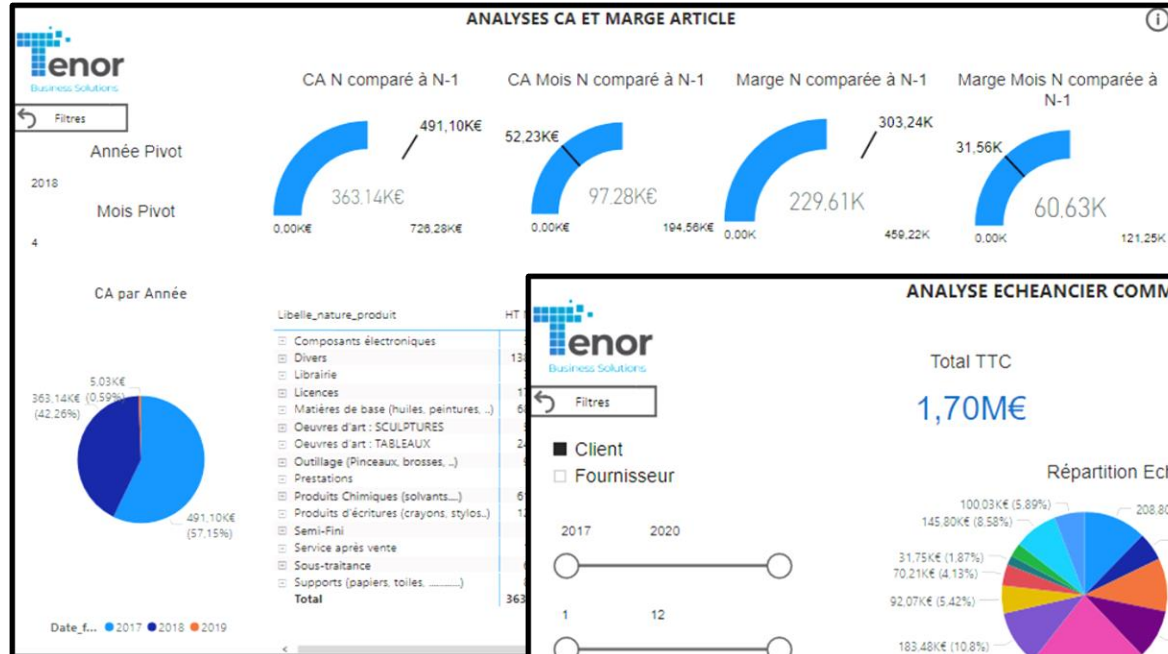 ANALYSES CA ET MARGE ARTICLE
Tenor
Business Solutions
Filtres
Année Pivot
2018
Mois Pivot
4
CA N comparé à N-1
491,10K€
363.14K€
0.00K€
726.28K€
CA Mois N comparé à N-1
52,23K€
97.28K€
0.00K€
194.56K€
Marge N comparée à N-1
303,24K
229,61K
0.00K
459,22K
Marge Mois N comparée à
N-1
31,56K
60,63K
0.00K
121,25K
CA par Année
5.03K€
(0.59%)
363.14K€
(42.26%)
491,10K€
(57,15%)
Date_f... 2017 2018 2019
Libelle_nature_produit HT
Composants électroniques
Divers
Librairie
Licences
Matières de base (huiles, peintures, ..)
Oeuvres d'art : SCULPTURES
Oeuvres d'art : TABLEAUX
Outillage (Pinceaux, brosses, ..)
Prestations
Produits Chimiques (solvants....)
Produits d'écritures (crayons, stylos..)
Semi-Fini
Service après vente
Sous-traitance
Supports (papiers, toiles, ..........)
Total 363
ANALYSE ECHEANCIER COMM
Tenor
Business Solutions
Filtres
Client
Fournisseur
2017 2020
1 12
Total TTC
1,70M€
Répartition Ech
100,03K€ (5.89%)
208.80
145.80K€ (8.58%)
31,75K€ (1.87%)
70.21K€ (4,13%)
92.07K€ (5.42%)
183.48K€ (10.8%)